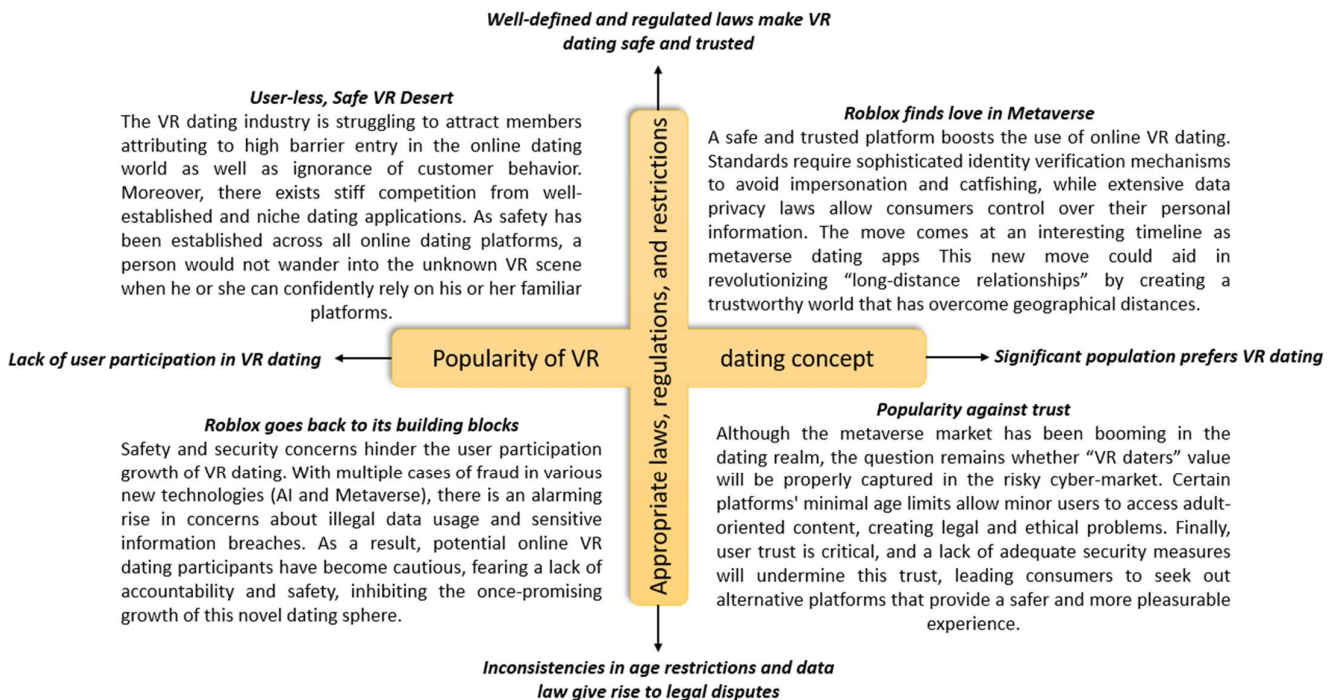 Well-defined and regulated laws make VR
dating safe and trusted
User-less, Safe VR Desert
The VR dating industry is struggling to attract members
attributing to high barrier entry in the online dating
world as well as ignorance of customer behavior.
Moreover, there exists stiff competition from well-
established and niche dating applications. As safety has
been established across all online dating platforms, a
person would not wander into the unknown VR scene
when he or she can confidently rely on his or her familiar
platforms.
Roblox finds love in Metaverse
A safe and trusted platform boosts the use of online VR dating.
Standards require sophisticated identity verification mechanisms
to avoid impersonation and catfishing, while extensive data
privacy laws allow consumers control over their personal
information. The move comes at an interesting timeline as
metaverse dating apps This new move could aid in
revolutionizing “long-distance relationships” by creating a
trustworthy world that has overcome geographical distances.
Appropriate laws, regulations, and restrictions
Lack of user participation in VR dating
Popularity of VR dating concept
Significant population prefers VR dating
Roblox goes back to its building blocks
Safety and security concerns hinder the user participation
growth of VR dating. With multiple cases of fraud in various
new technologies (AI and Metaverse), there is an alarming
rise in concerns about illegal data usage and sensitive
information breaches. As a result, potential online VR
dating participants have become cautious, fearing a lack of
accountability and safety, inhibiting the once-promising
growth of this novel dating sphere.
Popularity against trust
Although the metaverse market has been booming in the
dating realm, the question remains whether “VR daters” value
will be properly captured in the risky cyber-market. Certain
platforms' minimal age limits allow minor users to access adult-
oriented content, creating legal and ethical problems. Finally,
user trust is critical, and a lack of adequate security measures
will undermine this trust, leading consumers to seek out
alternative platforms that provide a safer and more pleasurable
experience.
Inconsistencies in age restrictions and data
law give rise to legal disputes